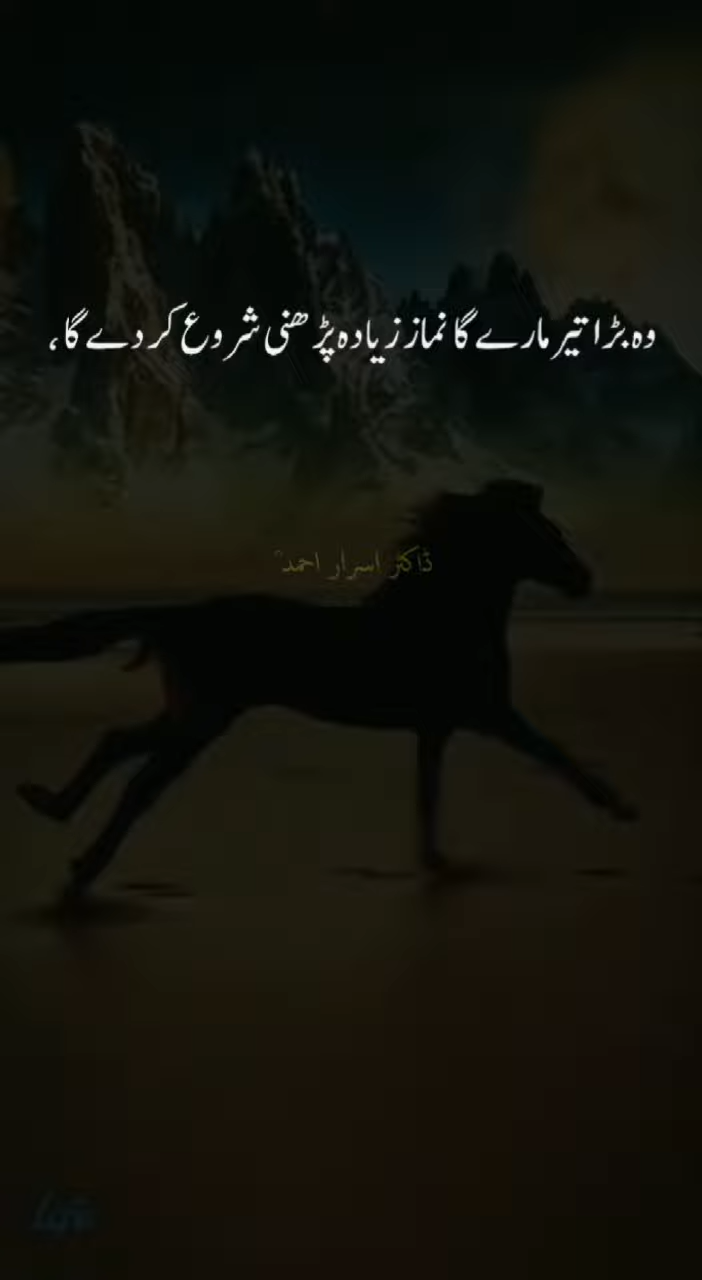 وہ بڑا تیر مارے گا نماز زیادہ پڑھنی شروع کر دے گا،
ڈاکٹر اسرار احمدؒ